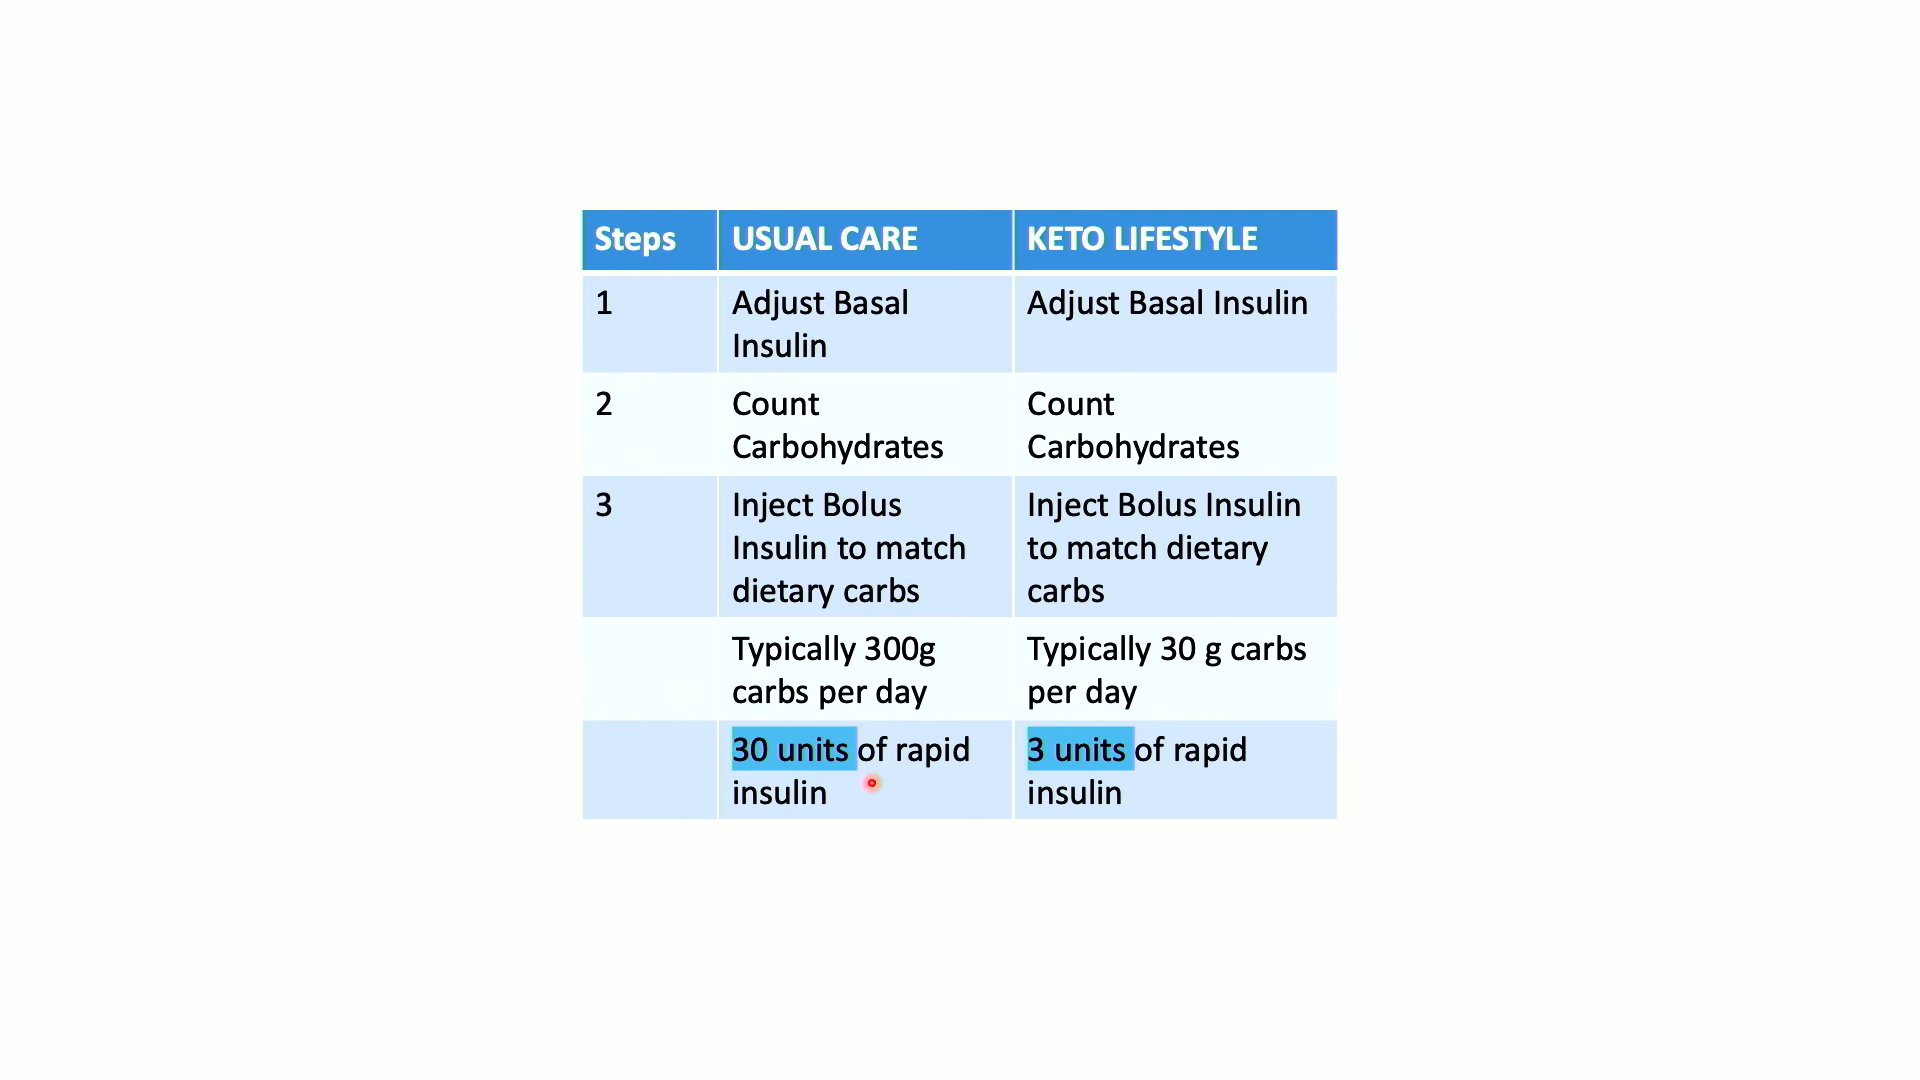 Steps USUAL CARE KETO LIFESTYLE
1 Adjust Basal Adjust Basal Insulin
Insulin
2 Count Count
Carbohydrates Carbohydrates
3 Inject Bolus Inject Bolus Insulin
Insulin to match to match dietary
dietary carbs carbs
Typically 300g Typically 30 g carbs
carbs per day per day
30 units of rapid 3 units of rapid
insulin insulin